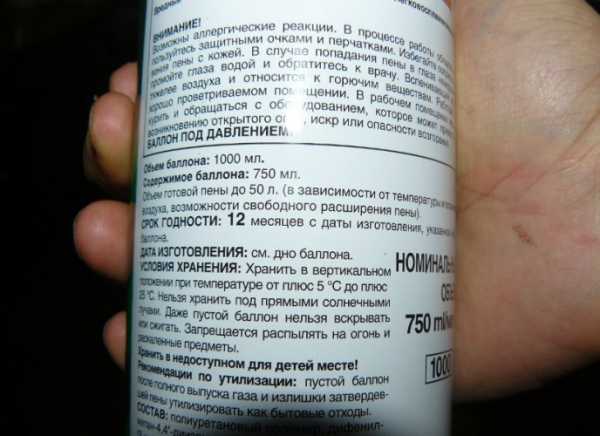 ВНИМАНИЕ!
Возможны аллергические реакции. В процессе работы
пользуйтесь защитными очками и перчатками. Избегайте
пены с кожей. В случае попадания пены в глаза
промойте глаза водой и обратитесь к врачу.
тяжелее воздуха и относится к горючим веществам.
хорошо проветриваемом помещении. В рабочем помещении
курить и обращаться с оборудованием, которое может
возникновению открытого огня, искр или опасности возгорания.
БАЛЛОН ПОД ДАВЛЕНИЕМ.
Объем баллона: 1000 мл.
Содержимое баллона: 750 мл.
Объем готовой пены до 50 л. (в зависимости от температуры и
воздуха, возможности свободного расширения пены).
СРОК ГОДНОСТИ: 12 месяцев с даты изготовления,
баллона.
ДАТА ИЗГОТОВЛЕНИЯ: см. дно баллона.
УСЛОВИЯ ХРАНЕНИЯ: Хранить в вертикальном
положении при температуре от плюс 5 °С до плюс
25 °С. Нельзя хранить под прямыми солнечными
лучами. Даже пустой баллон нельзя вскрывать
или сжигать. Запрещается распылять на огонь и
раскаленные предметы.
Хранить в недоступном для детей месте!
Рекомендации по утилизации: пустой баллон
после полного выпуска газа и излишки затвердев-
шей пены утилизировать как бытовые отходы.
СОСТАВ: полиуретановый полимер, дифенил-
750 ml
1000